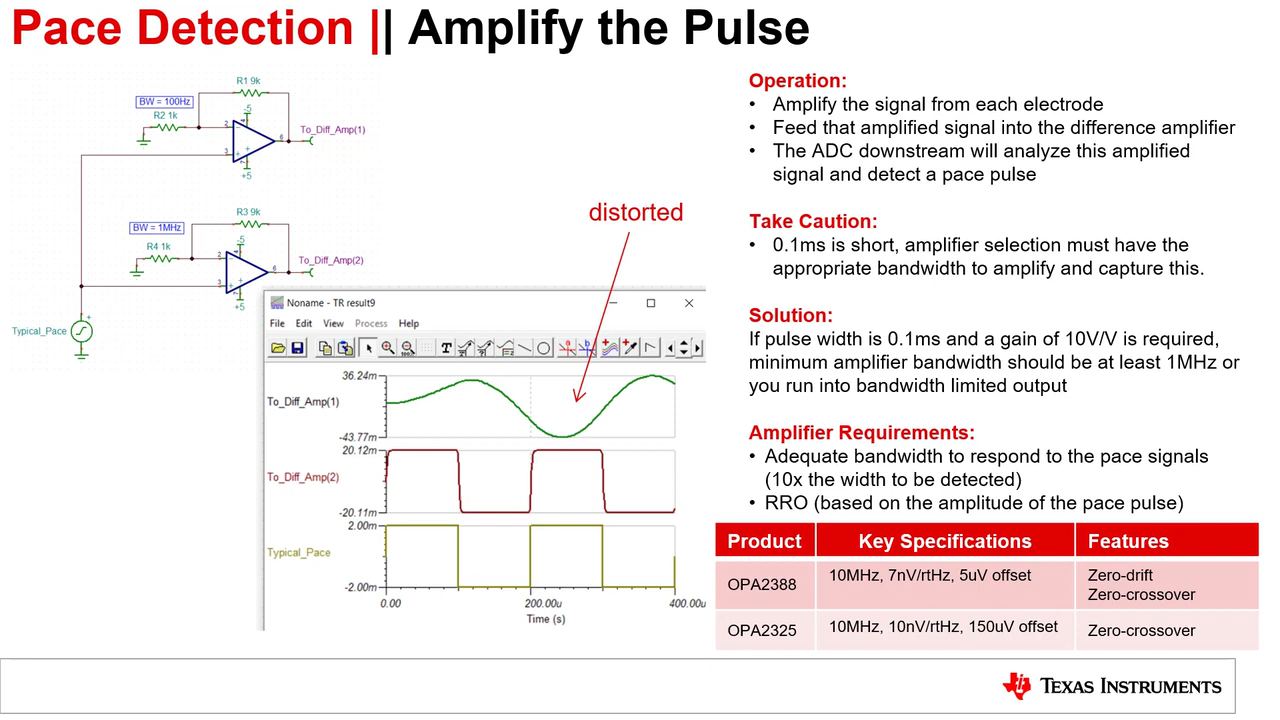 Pace Detection || Amplify the Pulse
R1 9k
BW = 100Hz
R2 1k
-5
2
4
6
3
7
+5
To_Diff_Amp(1)
R3 9k
BW = 1MHz
R4 1k
-5
2
4
6
3
7
+5
To_Diff_Amp(2)
Typical_Pace
distorted
Noname - TR result9
File Edit View Process Help
36.24m
To_Diff_Amp(1)
-43.77m
20.12m
To_Diff_Amp(2)
-20.11m
2.00m
Typical_Pace
-2.00m
0.00 200.00u 400.00u
Time (s)
Operation:
• Amplify the signal from each electrode
• Feed that amplified signal into the difference amplifier
• The ADC downstream will analyze this amplified
signal and detect a pace pulse
Take Caution:
• 0.1ms is short, amplifier selection must have the
appropriate bandwidth to amplify and capture this.
Solution:
If pulse width is 0.1ms and a gain of 10V/V is required,
minimum amplifier bandwidth should be at least 1MHz or
you run into bandwidth limited output
Amplifier Requirements:
• Adequate bandwidth to respond to the pace signals
(10x the width to be detected)
• RRO (based on the amplitude of the pace pulse)
Product Key Specifications Features
OPA2388 10MHz, 7nV/rtHz, 5uV offset Zero-drift
Zero-crossover
OPA2325 10MHz, 10nV/rtHz, 150uV offset Zero-crossover
TEXAS INSTRUMENTS